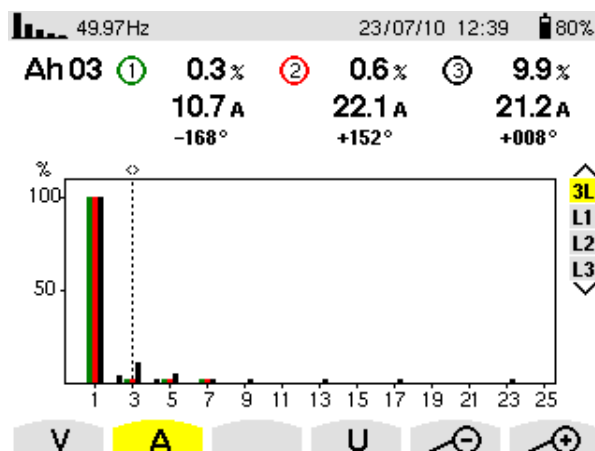 49.97Hz 23/07/10 12:39 80%
Ah 03 1 0.3 % 2 0.6 % 3 9.9 %
10.7 A 22.1 A 21.2 A
-168° +152° +008°
%
100
50
3L
L1
L2
L3
1 3 5 7 9 11 13 15 17 19 21 23 25
V A U